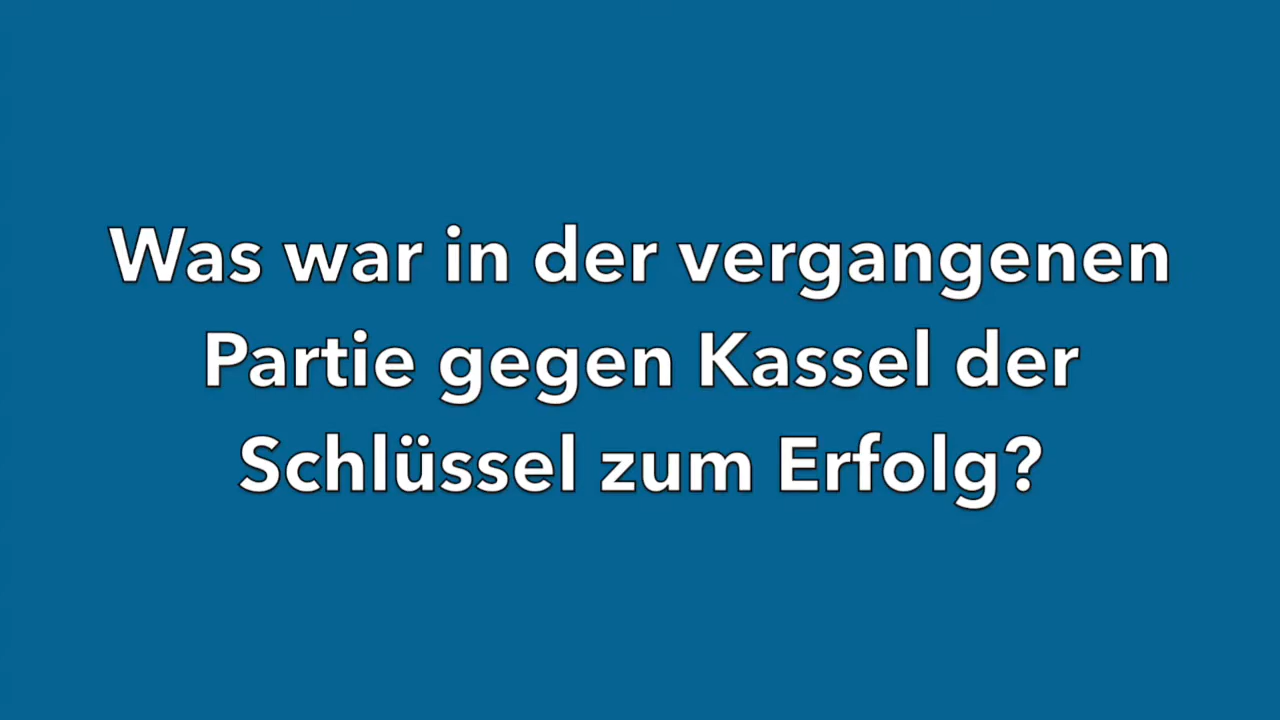 Was war in der vergangenen
Partie gegen Kassel der
Schlüssel zum Erfolg?